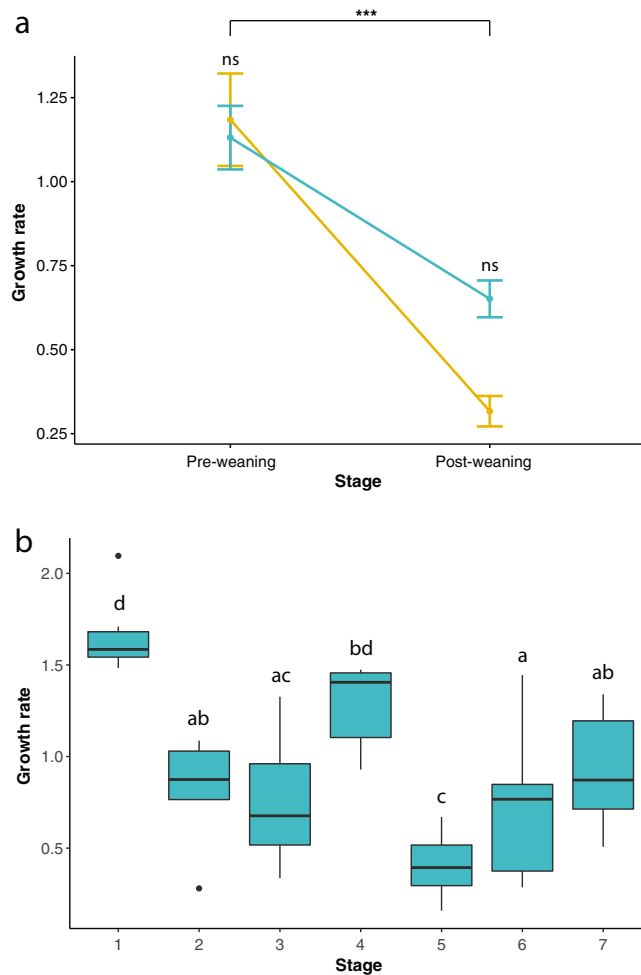 a
***
ns
1.25
1.00
0.75
0.50
0.25
Growth rate
ns
Pre-weaning Post-weaning
Stage
b
2.0
1.5
1.0
0.5
Growth rate
d
ab
ac
bd
c
a
ab
1 2 3 4 5 6 7
Stage